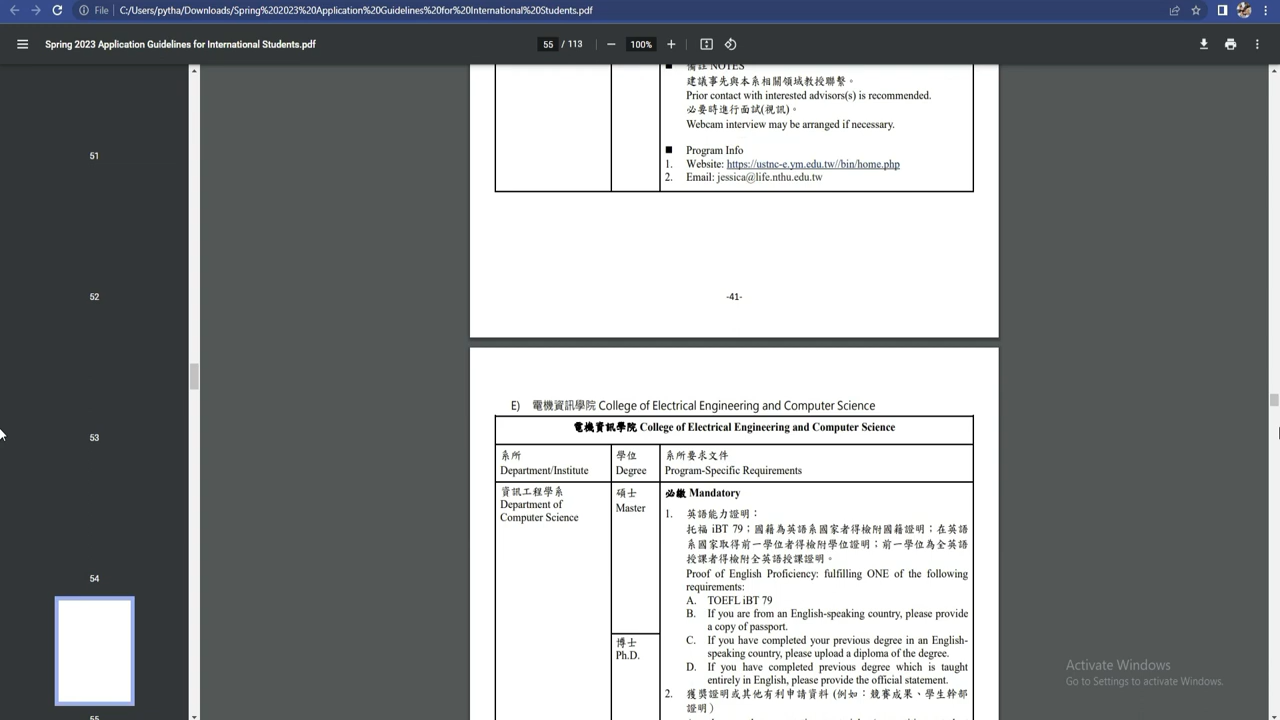 File
C:/Users/pytha/Downloads/Spring%202023%20Application%20Guidelines%20for%20International%20Students.pdf
Spring 2023 Application Guidelines for International Students.pdf
55 / 113
100%
51
52
53
54
55
■ 備註 NOTES
建議事先與本系相關領域教授聯繫。
Prior contact with interested advisors(s) is recommended.
必要時進行面試(視訊)。
Webcam interview may be arranged if necessary.
■ Program Info
1. Website: https://ustnc-e.ym.edu.tw//bin/home.php
2. Email: jessica@life.nthu.edu.tw
-41-
E) 電機資訊學院 College of Electrical Engineering and Computer Science
電機資訊學院 College of Electrical Engineering and Computer Science
系所
Department/Institute
學位
Degree
系所要求文件
Program-Specific Requirements
資訊工程學系
Department of
Computer Science
碩士
Master
博士
Ph.D.
必繳 Mandatory
1. 英語能力證明：
托福 iBT 79；國籍為英語系國家者得檢附國籍證明；在英語
系國家取得前一學位者得檢附學位證明；前一學位為全英語
授課者得檢附全英語授課證明。
Proof of English Proficiency: fulfilling ONE of the following
requirements:
A. TOEFL iBT 79
B. If you are from an English-speaking country, please provide
a copy of passport.
C. If you have completed your previous degree in an English-
speaking country, please upload a diploma of the degree.
D. If you have completed previous degree which is taught
entirely in English, please provide the official statement.
2. 獲獎證明或其他有利申請資料 (例如：競賽成果、學生幹部
證明)
Activate Windows
Go to Settings to activate Windows.